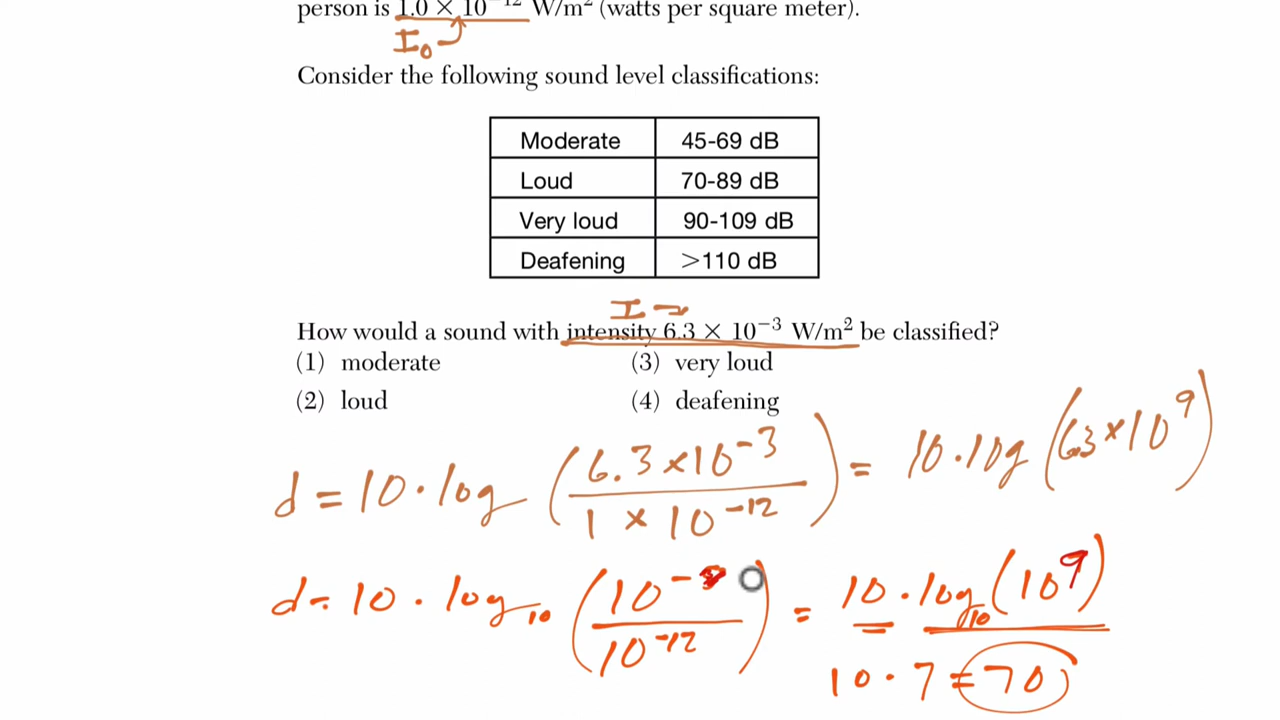 person is 1.0 × 10⁻¹² W/m² (watts per square meter).
I₀
Consider the following sound level classifications:
Moderate 45-69 dB
Loud 70-89 dB
Very loud 90-109 dB
Deafening >110 dB
I →
How would a sound with intensity 6.3 × 10⁻³ W/m² be classified?
(1) moderate (3) very loud
(2) loud (4) deafening
d = 10 · log (6.3 × 10⁻³ / 1 × 10⁻¹²) = 10 · log (6.3 × 10⁹)
d = 10 · log₁₀ (10⁻ / 10⁻¹²) = 10 · log₁₀ (10⁹)
10 · 7 = 70